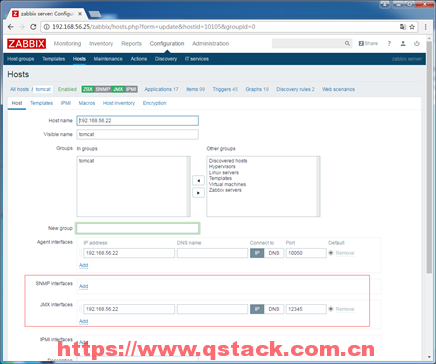 zabbix server: Configura
192.168.56.25/zabbix/hosts.php?form=update&hostid=10105&groupid=0
ZABBIX Monitoring Inventory Reports Configuration Administration Share
Host groups Templates Hosts Maintenance Actions Discovery IT services zabbix server
Hosts
All hosts / tomcat Enabled ZBX SNMP JMX IPMI Applications 17 Items 99 Triggers 45 Graphs 19 Discovery rules 2 Web scenarios
Host Templates IPMI Macros Host inventory Encryption
Host name 192.168.56.22
Visible name tomcat
Groups In groups Other groups
tomcat Discovered hosts
Hypervisors
Linux servers
Templates
Virtual machines
Zabbix servers
New group
Agent interfaces IP address DNS name Connect to Port Default
192.168.56.22 IP DNS 10050 Remove
Add
SNMP interfaces Add
JMX interfaces 192.168.56.22 IP DNS 12345 Remove
Add
IPMI interfaces Add
https://www.qstack.com.cn